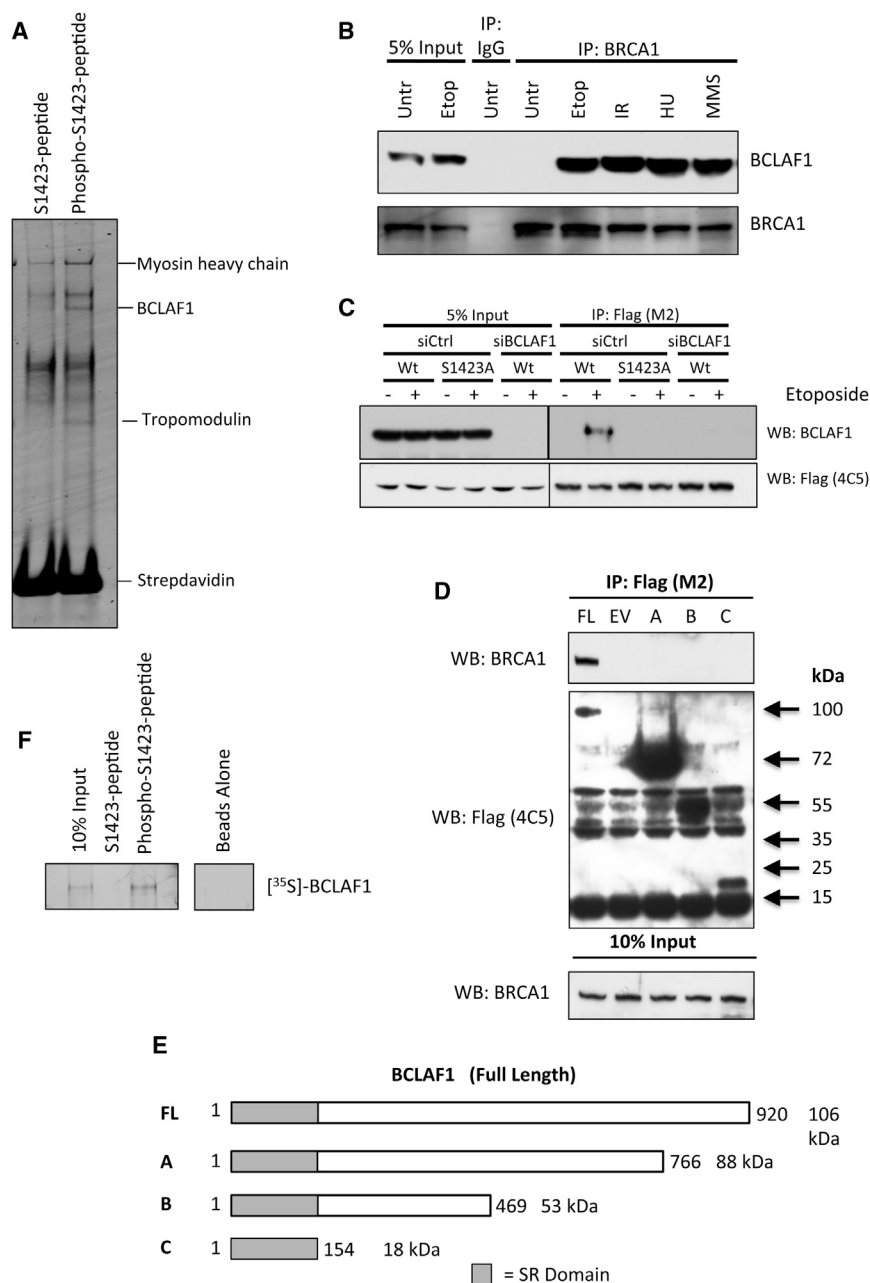 A
S1423-peptide
Phospho-S1423-peptide
Myosin heavy chain
BCLAF1
Tropomodulin
Strepdavidin
B
5% Input
IP:
IgG
IP: BRCA1
Untr
Etop
Untr
Untr
Etop
IR
HU
MMS
BCLAF1
BRCA1
C
5% Input
IP: Flag (M2)
siCtrl
siBCLAF1
siCtrl
siBCLAF1
Wt
S1423A
Wt
Wt
S1423A
Wt
- + - + - + - + - + - + Etoposide
WB: BCLAF1
WB: Flag (4C5)
D
IP: Flag (M2)
FL EV A B C
WB: BRCA1
kDa
100
72
WB: Flag (4C5)
55
35
25
15
10% Input
WB: BRCA1
F
10% Input
S1423-peptide
Phospho-S1423-peptide
Beads Alone
[35S]-BCLAF1
E
BCLAF1 (Full Length)
FL 1 920 106
kDa
A 1 766 88 kDa
B 1 469 53 kDa
C 1 154 18 kDa
= SR Domain